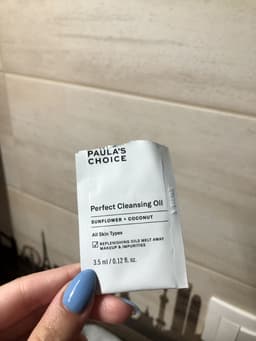 PAULA'S
CHOICE
Perfect Cleansing Oil
SUNFLOWER + COCONUT
All Skin Types
REPLENISHING OILS MELT AWAY
MAKEUP & IMPURITIES
3.5 ml / 0.12 fl. oz.